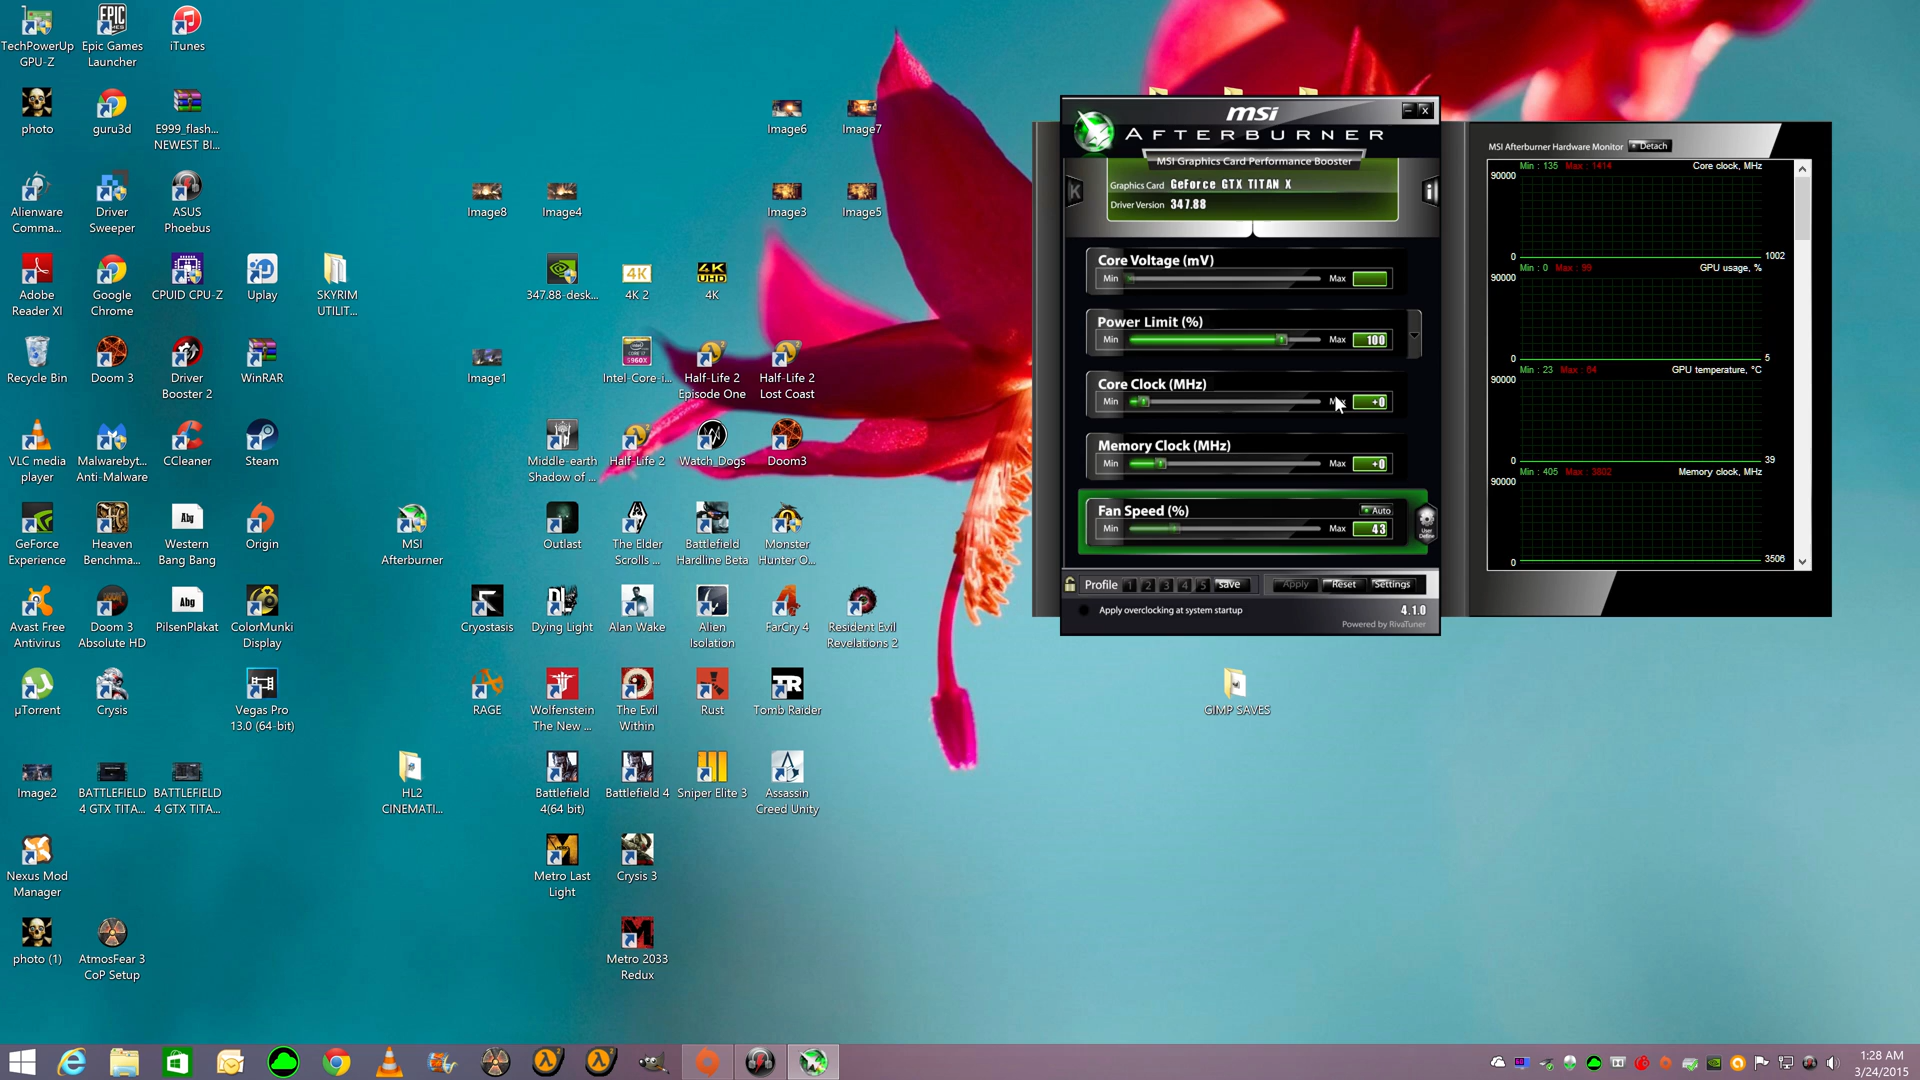 TechPowerUp
GPU-Z
Epic Games
Launcher
iTunes
photo
guru3d
E999_flash...
NEWEST BI...
Image6
Image7
Alienware
Comma...
Driver
Sweeper
ASUS
Phoebus
Image8
Image4
Image3
Image5
Adobe
Reader XI
Google
Chrome
CPUID CPU-Z
Uplay
SKYRIM
UTILIT...
347.88-desk...
4K 2
4K
Recycle Bin
Doom 3
Driver
Booster 2
WinRAR
Image1
Intel-Core-i...
Half-Life 2
Episode One
Half-Life 2
Lost Coast
VLC media
player
Malwarebyt...
Anti-Malware
CCleaner
Steam
Middle-earth
Shadow of ...
Half-Life 2
Watch_Dogs
Doom3
GeForce
Experience
Heaven
Benchma...
Western
Bang Bang
Origin
MSI
Afterburner
Outlast
The Elder
Scrolls ...
Battlefield
Hardline Beta
Monster
Hunter O...
Avast Free
Antivirus
Doom 3
Absolute HD
PilsenPlakat
ColorMunki
Display
Cryostasis
Dying Light
Alan Wake
Alien
Isolation
FarCry 4
Resident Evil
Revelations 2
µTorrent
Crysis
Vegas Pro
13.0 (64-bit)
RAGE
Wolfenstein
The New ...
The Evil
Within
Rust
Tomb Raider
GIMP SAVES
Image2
BATTLEFIELD
4 GTX TITA...
BATTLEFIELD
4 GTX TITA...
HL2
CINEMATI...
Battlefield
4(64 bit)
Battlefield 4
Sniper Elite 3
Assassin
Creed Unity
Nexus Mod
Manager
Metro Last
Light
Crysis 3
photo (1)
AtmosFear 3
CoP Setup
Metro 2033
Redux
msi
AFTERBURNER
MSI Graphics Card Performance Booster
Graphics Card GeForce GTX TITAN X
Driver Version 347.88
Core Voltage (mV)
Min Max
Power Limit (%)
Min Max 100
Core Clock (MHz)
Min +0
Memory Clock (MHz)
Min Max +0
Fan Speed (%) Auto
Min Max 43
User
Define
Profile 1 2 3 4 5 save Apply Reset Settings
Apply overclocking at system startup 4.1.0
Powered by RivaTuner
MSI Afterburner Hardware Monitor Detach
Min : 135 Max : 1414 Core clock, MHz
90000
0 1002
Min : 0 Max : 99 GPU usage, %
90000
0 5
Min : 23 Max : 64 GPU temperature, °C
90000
0 39
Min : 405 Max : 3802 Memory clock, MHz
90000
0 3506
1:28 AM
3/24/2015